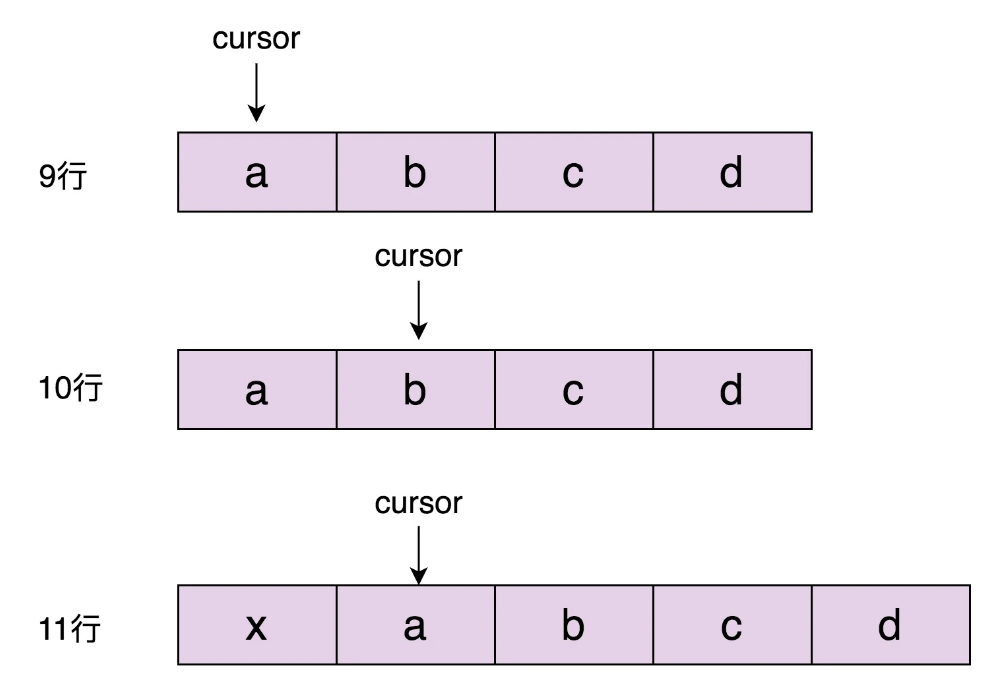 cursor
9行 a b c d
cursor
10行 a b c d
cursor
11行 x a b c d